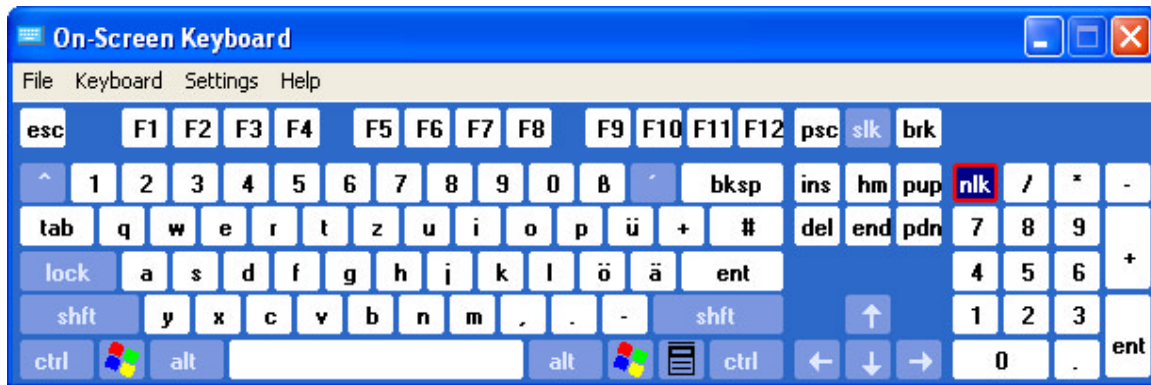 On-Screen Keyboard
File Keyboard Settings Help
esc F1 F2 F3 F4 F5 F6 F7 F8 F9 F10 F11 F12 psc slk brk
^ 1 2 3 4 5 6 7 8 9 0 ß ´ bksp ins hm pup nlk / * -
tab q w e r t z u i o p ü + # del end pdn 7 8 9 +
lock a s d f g h j k l ö ä ent 4 5 6
shft y x c v b n m , . - shft ↑ 1 2 3 ent
ctrl alt alt ctrl ← ↓ → 0 .